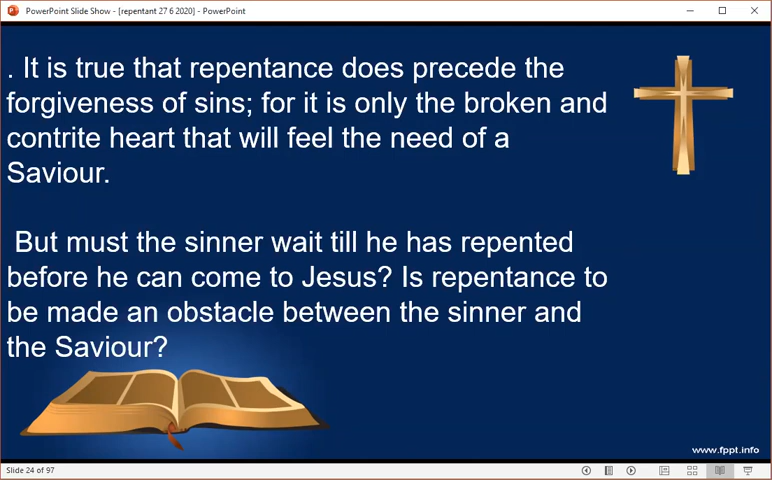 PowerPoint Slide Show - [repentant 27 6 2020] - PowerPoint
. It is true that repentance does precede the
forgiveness of sins; for it is only the broken and
contrite heart that will feel the need of a
Saviour.
But must the sinner wait till he has repented
before he can come to Jesus? Is repentance to
be made an obstacle between the sinner and
the Saviour?
www.fppt.info
Slide 24 of 97